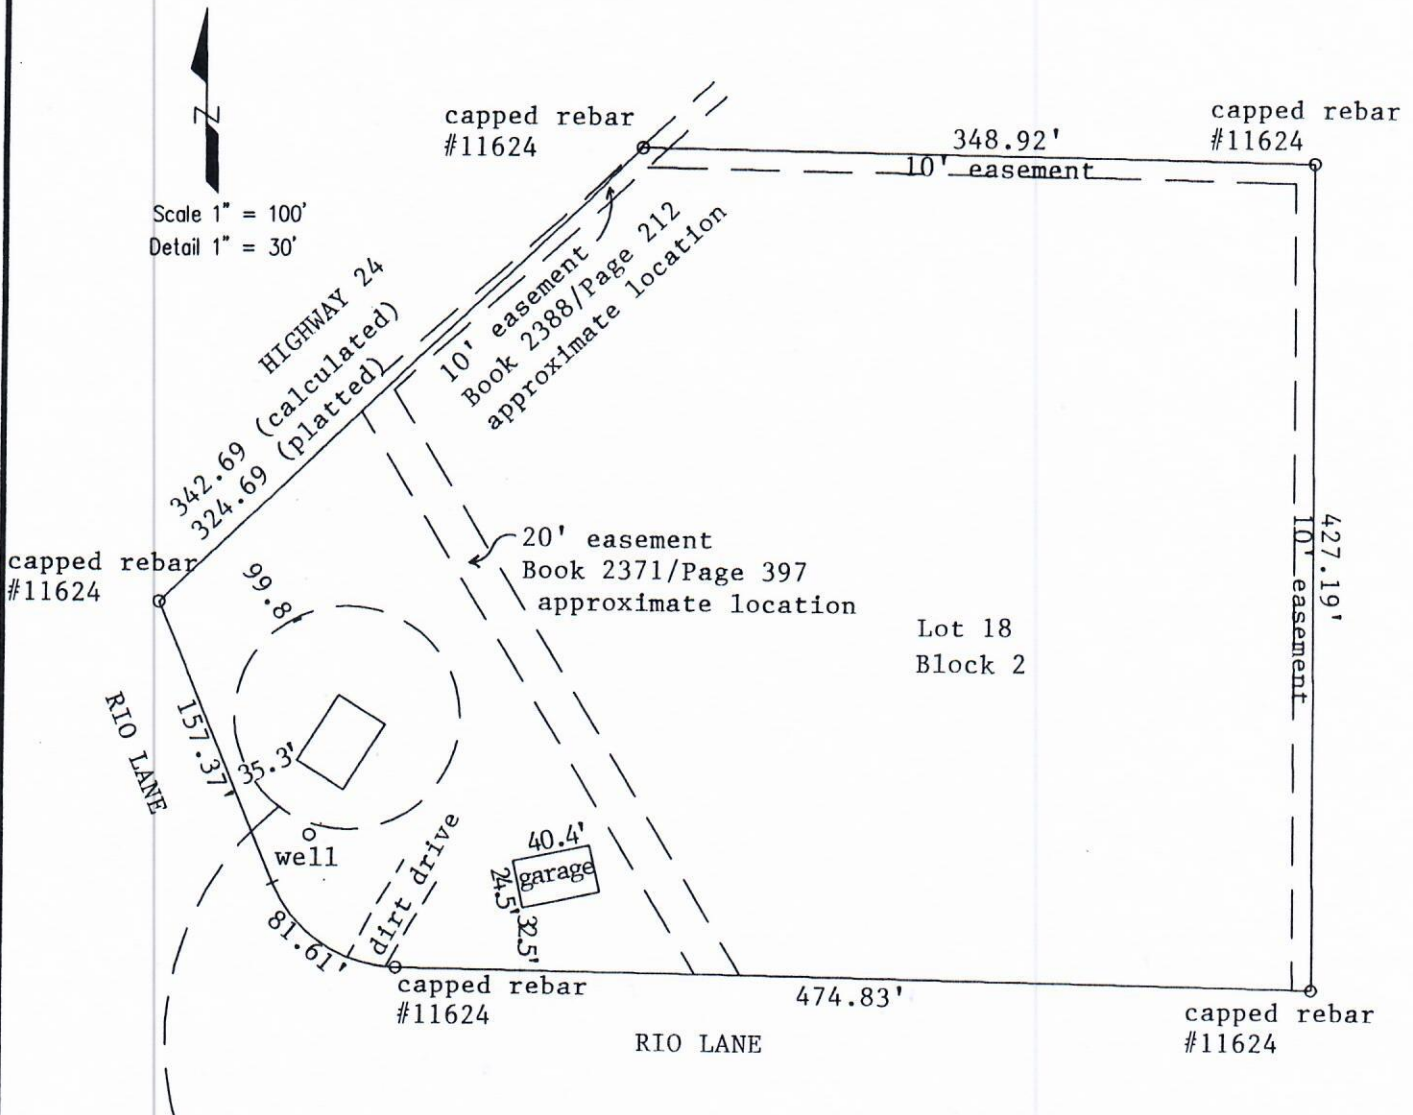 N
Scale 1" = 100'
Detail 1" = 30'
capped rebar
#11624
348.92'
10' easement
capped rebar
#11624
HIGHWAY 24
342.69 (calculated)
324.69 (platted)
10' easement
Book 2388/Page 212
approximate location
capped rebar
#11624
99.8'
20' easement
Book 2371/Page 397
approximate location
Lot 18
Block 2
427.19'
10' easement
RIO LANE
157.37'
35.3'
well
dirt drive
40.4'
garage
24.5'
32.5'
81.61'
capped rebar
#11624
474.83'
RIO LANE
capped rebar
#11624